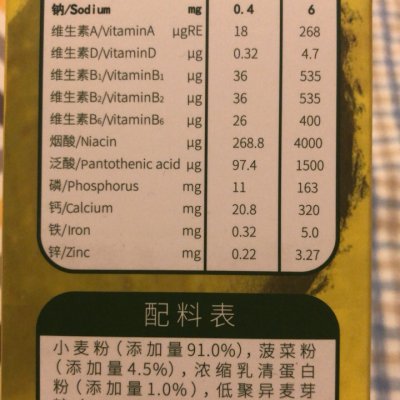 钠/Sodium mg 0.4 6
维生素A/VitaminA μgRE 18 268
维生素D/VitaminD μg 0.32 4.7
维生素B₁/VitaminB₁ μg 36 535
维生素B₂/VitaminB₂ μg 36 535
维生素B₆/VitaminB₆ μg 26 400
烟酸/Niacin μg 268.8 4000
泛酸/Pantothenic acid μg 97.4 1500
磷/Phosphorus mg 11 163
钙/Calcium mg 20.8 320
铁/Iron mg 0.32 5.0
锌/Zinc mg 0.22 3.27
配料表
小麦粉(添加量91.0%),菠菜粉
(添加量4.5%),浓缩乳清蛋白
粉(添加量1.0%),低聚异麦芽